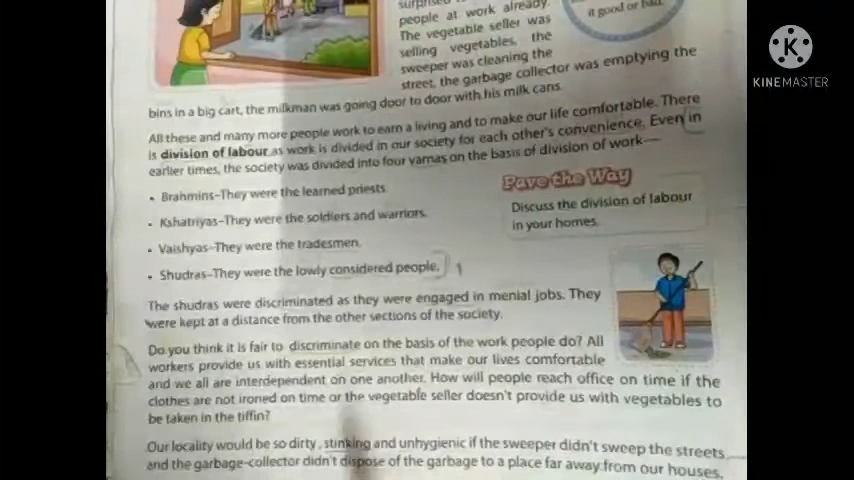 surprised
people at work already.
The vegetable seller was
selling vegetables, the
sweeper was cleaning the
street, the garbage collector was emptying the
bins in a big cart, the milkman was going door to door with his milk cans.
it good or bad.
K
KINEMASTER
All these and many more people work to earn a living and to make our life comfortable. There
is division of labour as work is divided in our society for each other's convenience. Even in
earlier times, the society was divided into four varnas on the basis of division of work—
• Brahmins–They were the learned priests.
• Kshatriyas–They were the soldiers and warriors.
• Vaishyas–They were the tradesmen.
• Shudras–They were the lowly considered people.
Pave the Way
Discuss the division of labour
in your homes.
The shudras were discriminated as they were engaged in menial jobs. They
were kept at a distance from the other sections of the society.
Do you think it is fair to discriminate on the basis of the work people do? All
workers provide us with essential services that make our lives comfortable
and we all are interdependent on one another. How will people reach office on time if the
clothes are not ironed on time or the vegetable seller doesn't provide us with vegetables to
be taken in the tiffin?
Our locality would be so dirty, stinking and unhygienic if the sweeper didn't sweep the streets
and the garbage-collector didn't dispose of the garbage to a place far away from our houses.